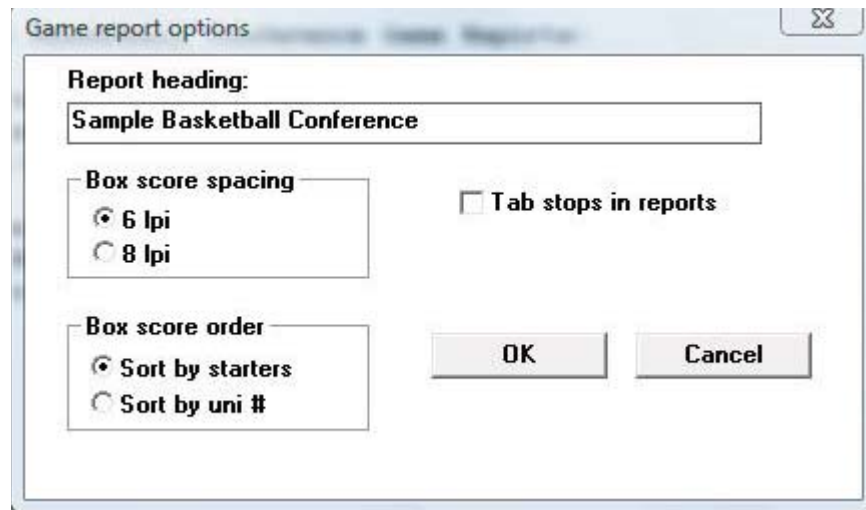 Game report options
Report heading:
Sample Basketball Conference
Box score spacing
6 lpi
8 lpi
Tab stops in reports
Box score order
Sort by starters
Sort by uni #
OK
Cancel